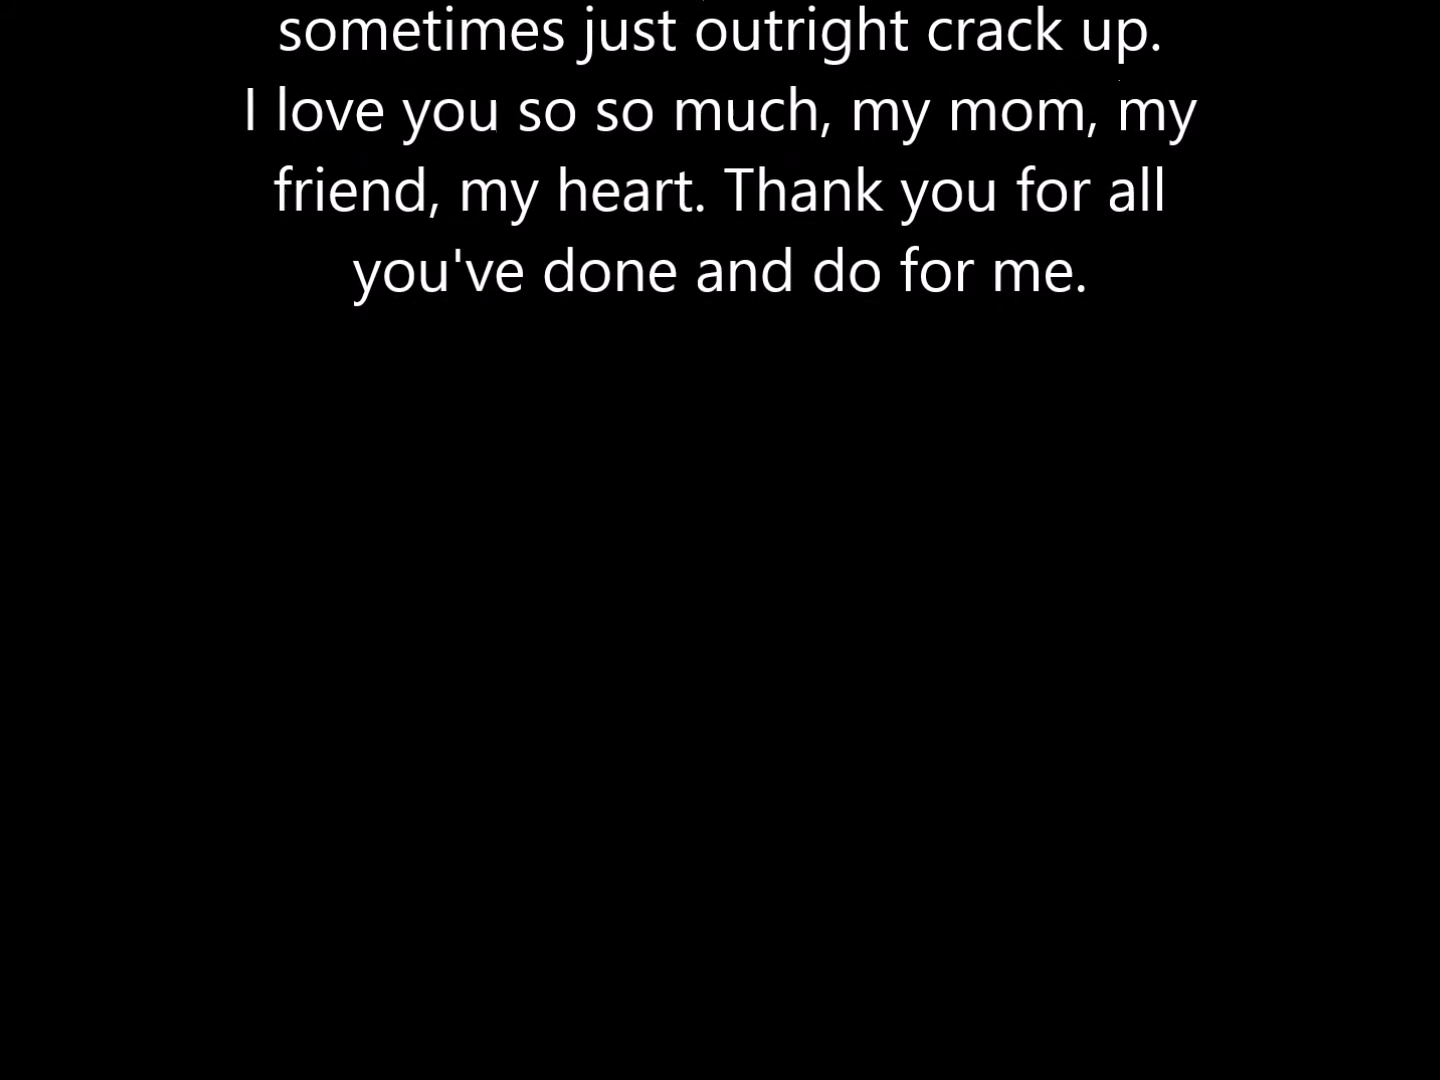 sometimes just outright crack up.
I love you so so much, my mom, my
friend, my heart. Thank you for all
you've done and do for me.